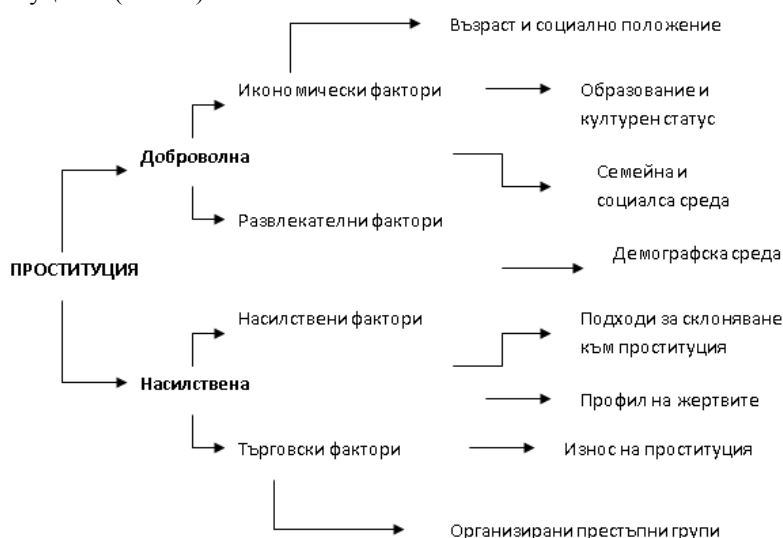 Възраст и социално положение
Икономически фактори
Образование и
културен статус
Доброволна
Семейна и
социалса среда
Развлекателни фактори
Демографска среда
ПРОСТИТУЦИЯ
Насилствени фактори
Подходи за склоняване
към проституция
Насилствена
Профил на жертвите
Търговски фактори
Износ на проституция
Организирани престъпни групи